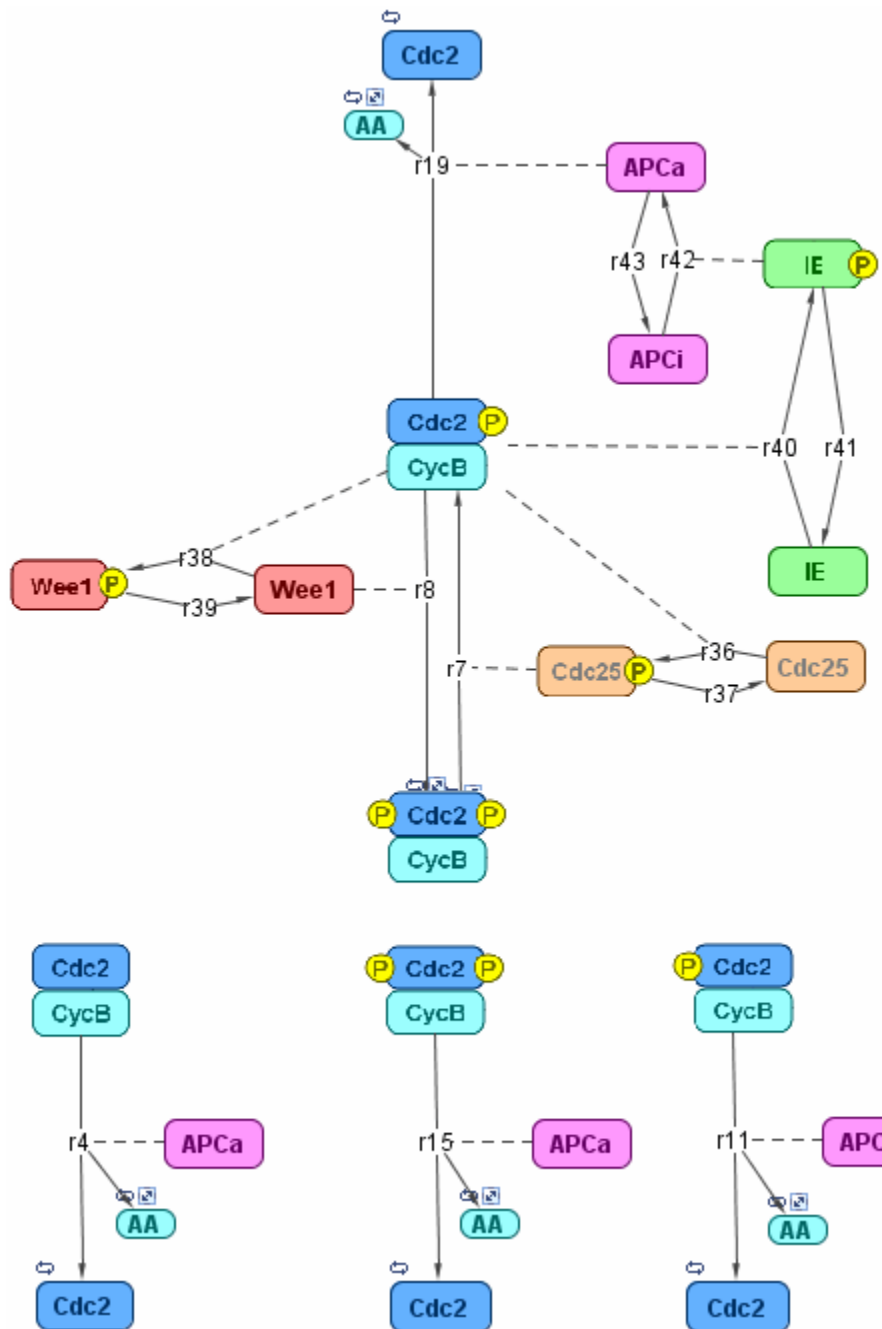 Cdc2
AA
r19
APCa
r43
r42
IE P
APCi
Cdc2 P
CycB
r40
r41
r38
Wee1 P
Wee1
r39
r8
IE
r7
r36
Cdc25 P
Cdc25
r37
P Cdc2 P
CycB
Cdc2
P Cdc2 P
P Cdc2
CycB
CycB
CycB
r4
APCa
r15
APCa
r11
APC
AA
AA
AA
Cdc2
Cdc2
Cdc2